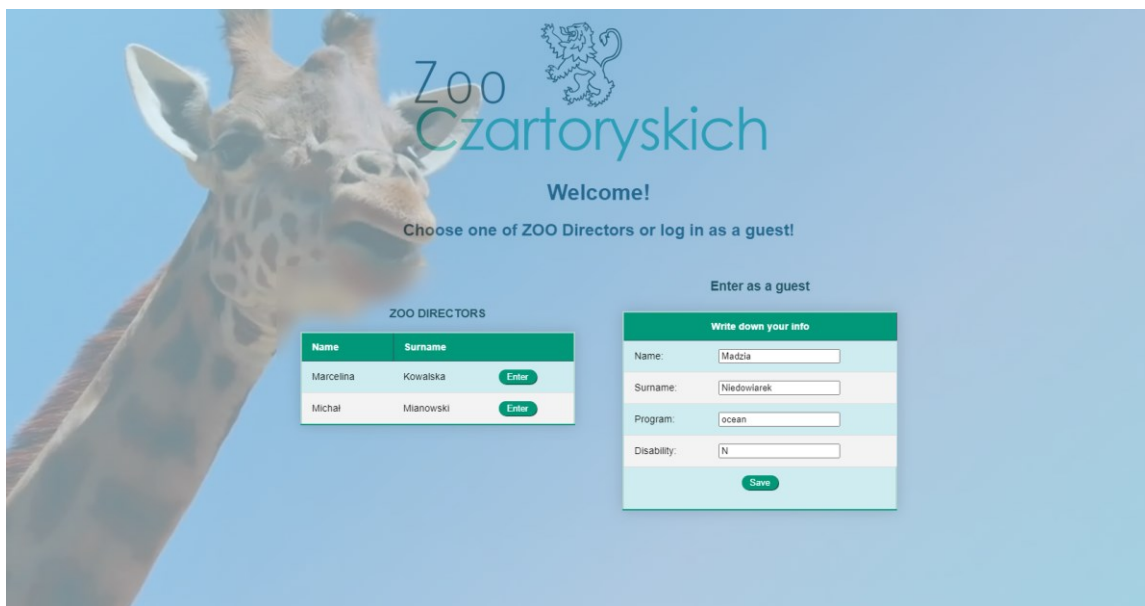 Zoo
Czartoryskich
Welcome!
Choose one of ZOO Directors or log in as a guest!
ZOO DIRECTORS
Name Surname
Marcelina Kowalska Enter
Michał Mianowski Enter
Enter as a guest
Write down your info
Name: Madzia
Surname: Niedowiarek
Program: ocean
Disability: N
Save